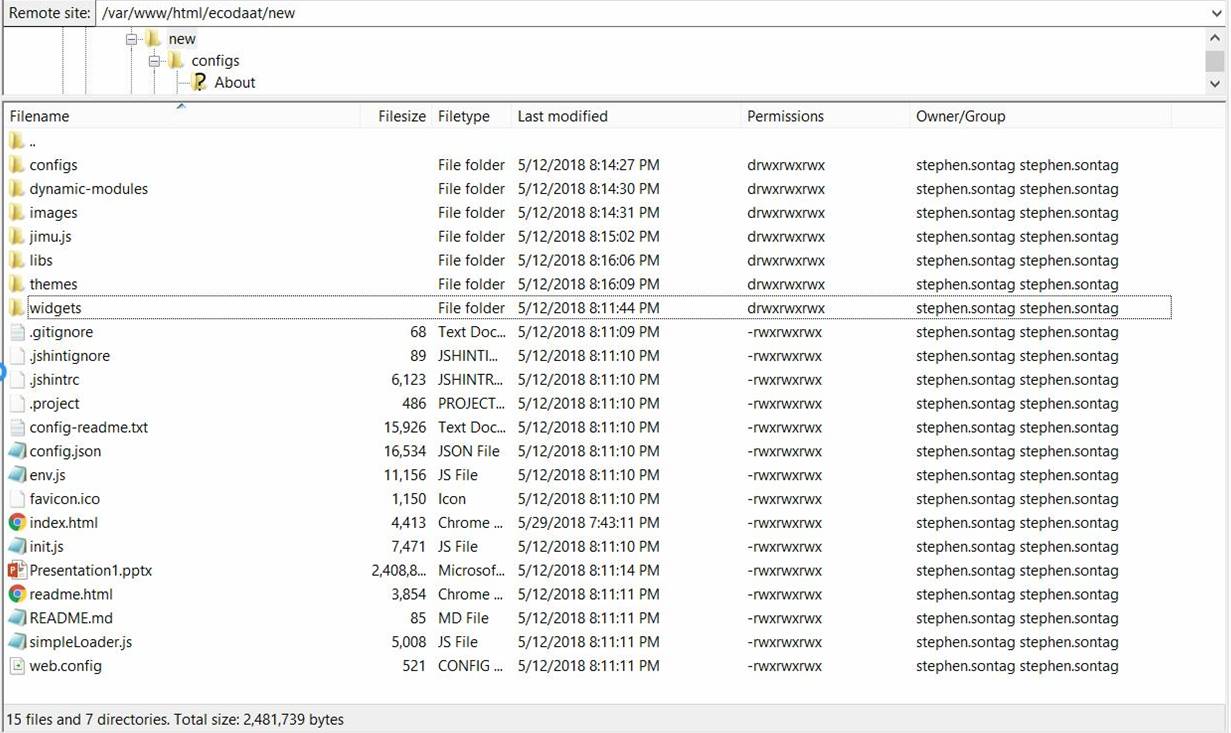 Remote site: /var/www/html/ecodaat/new
new
configs
? About
Filename Filesize Filetype Last modified Permissions Owner/Group
..
configs File folder 5/12/2018 8:14:27 PM drwxrwxrwx stephen.sontag stephen.sontag
dynamic-modules File folder 5/12/2018 8:14:30 PM drwxrwxrwx stephen.sontag stephen.sontag
images File folder 5/12/2018 8:14:31 PM drwxrwxrwx stephen.sontag stephen.sontag
jimu.js File folder 5/12/2018 8:15:02 PM drwxrwxrwx stephen.sontag stephen.sontag
libs File folder 5/12/2018 8:16:06 PM drwxrwxrwx stephen.sontag stephen.sontag
themes File folder 5/12/2018 8:16:09 PM drwxrwxrwx stephen.sontag stephen.sontag
widgets File folder 5/12/2018 8:11:44 PM drwxrwxrwx stephen.sontag stephen.sontag
.gitignore 68 Text Doc... 5/12/2018 8:11:09 PM -rwxrwxrwx stephen.sontag stephen.sontag
.jshintignore 89 JSHINTI... 5/12/2018 8:11:10 PM -rwxrwxrwx stephen.sontag stephen.sontag
.jshintrc 6,123 JSHINTR... 5/12/2018 8:11:10 PM -rwxrwxrwx stephen.sontag stephen.sontag
.project 486 PROJECT... 5/12/2018 8:11:10 PM -rwxrwxrwx stephen.sontag stephen.sontag
config-readme.txt 15,926 Text Doc... 5/12/2018 8:11:10 PM -rwxrwxrwx stephen.sontag stephen.sontag
config.json 16,534 JSON File 5/12/2018 8:11:10 PM -rwxrwxrwx stephen.sontag stephen.sontag
env.js 11,156 JS File 5/12/2018 8:11:10 PM -rwxrwxrwx stephen.sontag stephen.sontag
favicon.ico 1,150 Icon 5/12/2018 8:11:10 PM -rwxrwxrwx stephen.sontag stephen.sontag
index.html 4,413 Chrome ... 5/29/2018 7:43:11 PM -rwxrwxrwx stephen.sontag stephen.sontag
init.js 7,471 JS File 5/12/2018 8:11:10 PM -rwxrwxrwx stephen.sontag stephen.sontag
Presentation1.pptx 2,408,8... Microsof... 5/12/2018 8:11:14 PM -rwxrwxrwx stephen.sontag stephen.sontag
readme.html 3,854 Chrome ... 5/12/2018 8:11:11 PM -rwxrwxrwx stephen.sontag stephen.sontag
README.md 85 MD File 5/12/2018 8:11:11 PM -rwxrwxrwx stephen.sontag stephen.sontag
simpleLoader.js 5,008 JS File 5/12/2018 8:11:11 PM -rwxrwxrwx stephen.sontag stephen.sontag
web.config 521 CONFIG ... 5/12/2018 8:11:11 PM -rwxrwxrwx stephen.sontag stephen.sontag
15 files and 7 directories. Total size: 2,481,739 bytes